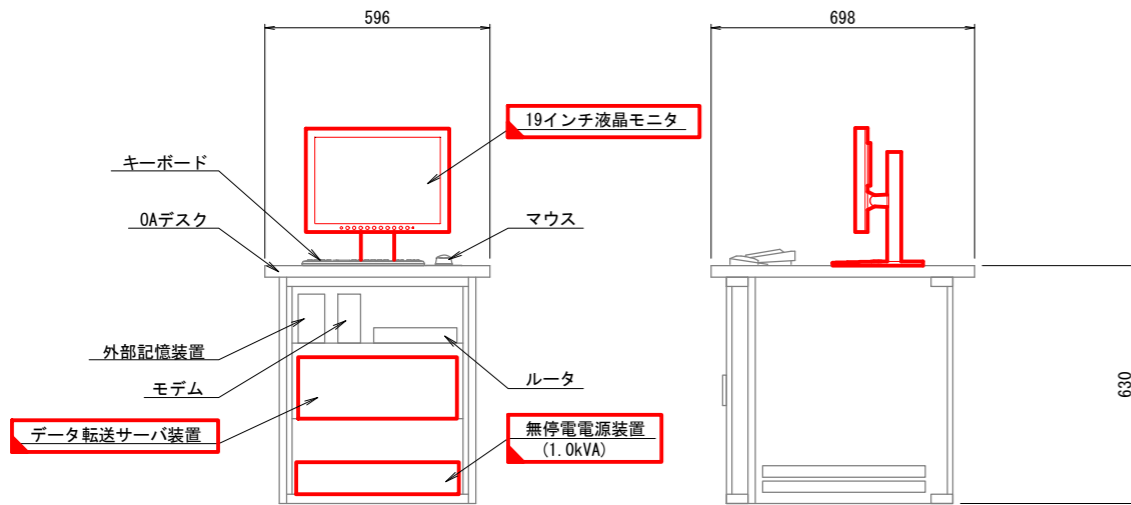 596
698
19インチ液晶モニタ
キーボード
OAデスク
マウス
外部記憶装置
モデム
ルータ
データ転送サーバ装置
無停電電源装置
(1.0kVA)
630